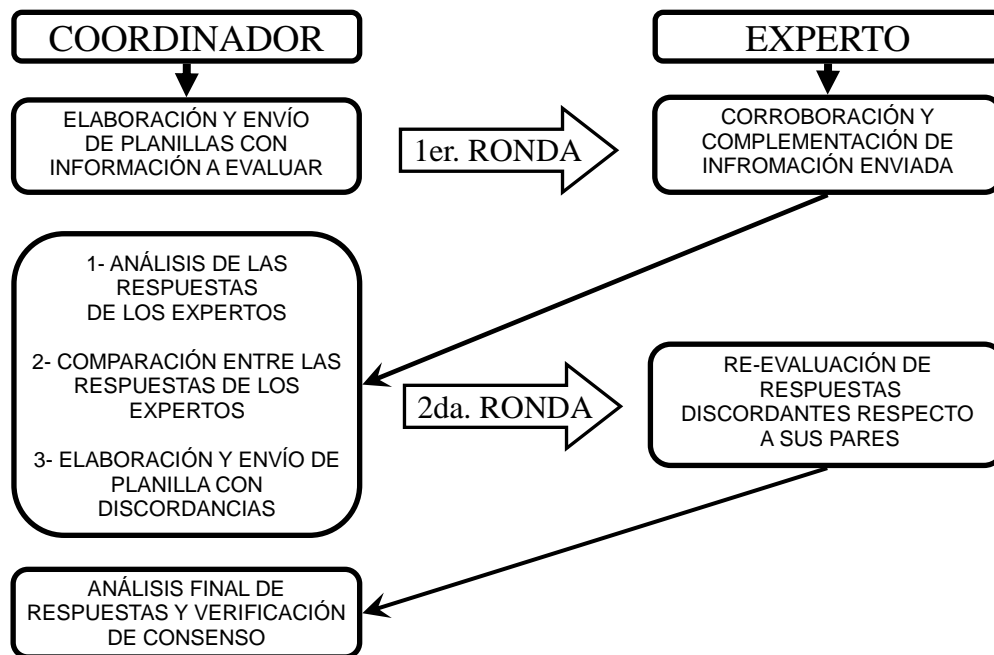 COORDINADOR
EXPERTO
ELABORACIÓN Y ENVÍO
DE PLANILLAS CON
INFORMACIÓN A EVALUAR
1er. RONDA
CORROBORACIÓN Y
COMPLEMENTACIÓN DE
INFROMACIÓN ENVIADA
1- ANÁLISIS DE LAS
RESPUESTAS
DE LOS EXPERTOS
2- COMPARACIÓN ENTRE LAS
RESPUESTAS DE LOS
EXPERTOS
3- ELABORACIÓN Y ENVÍO DE
PLANILLA CON
DISCORDANCIAS
2da. RONDA
RE-EVALUACIÓN DE
RESPUESTAS
DISCORDANTES RESPECTO
A SUS PARES
ANÁLISIS FINAL DE
RESPUESTAS Y VERIFICACIÓN
DE CONSENSO